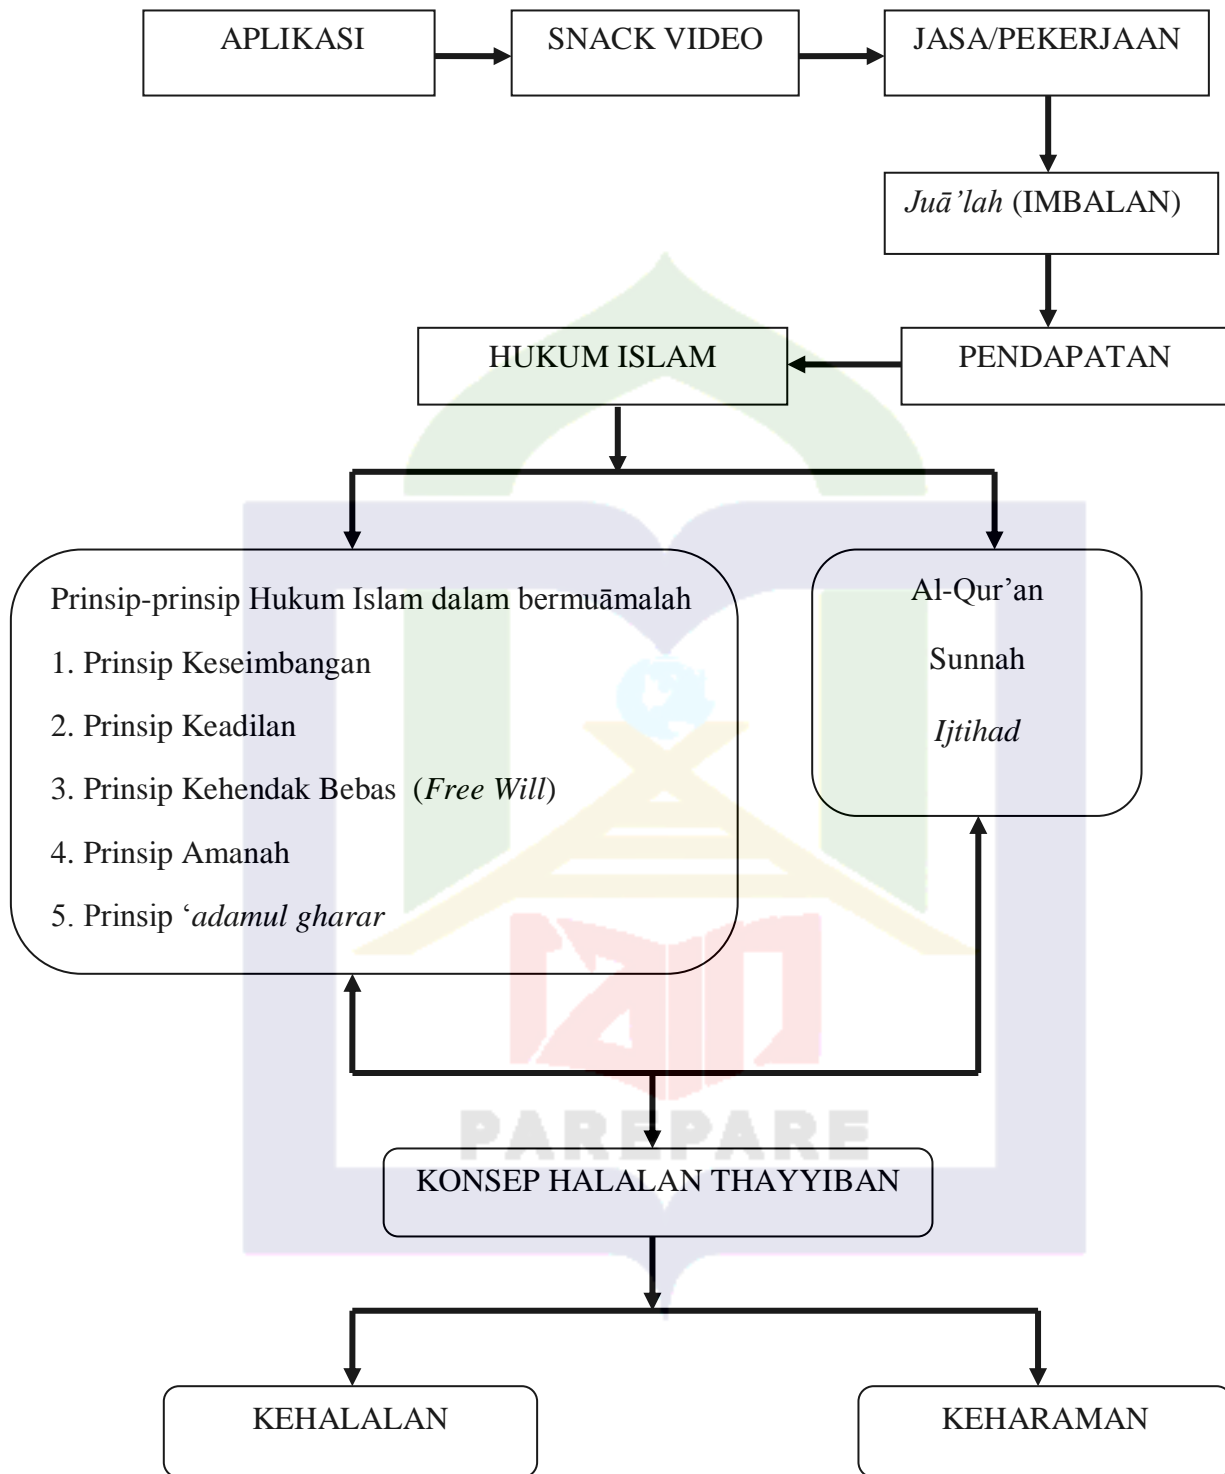 APLIKASI
SNACK VIDEO
JASA/PEKERJAAN
Juā’lah (IMBALAN)
PENDAPATAN
HUKUM ISLAM
Prinsip-prinsip Hukum Islam dalam bermuāmalah
1. Prinsip Keseimbangan
2. Prinsip Keadilan
3. Prinsip Kehendak Bebas (Free Will)
4. Prinsip Amanah
5. Prinsip ‘adamul gharar
Al-Qur’an
Sunnah
Ijtihad
iain
PAREPARE
KONSEP HALALAN THAYYIBAN
KEHALALAN
KEHARAMAN